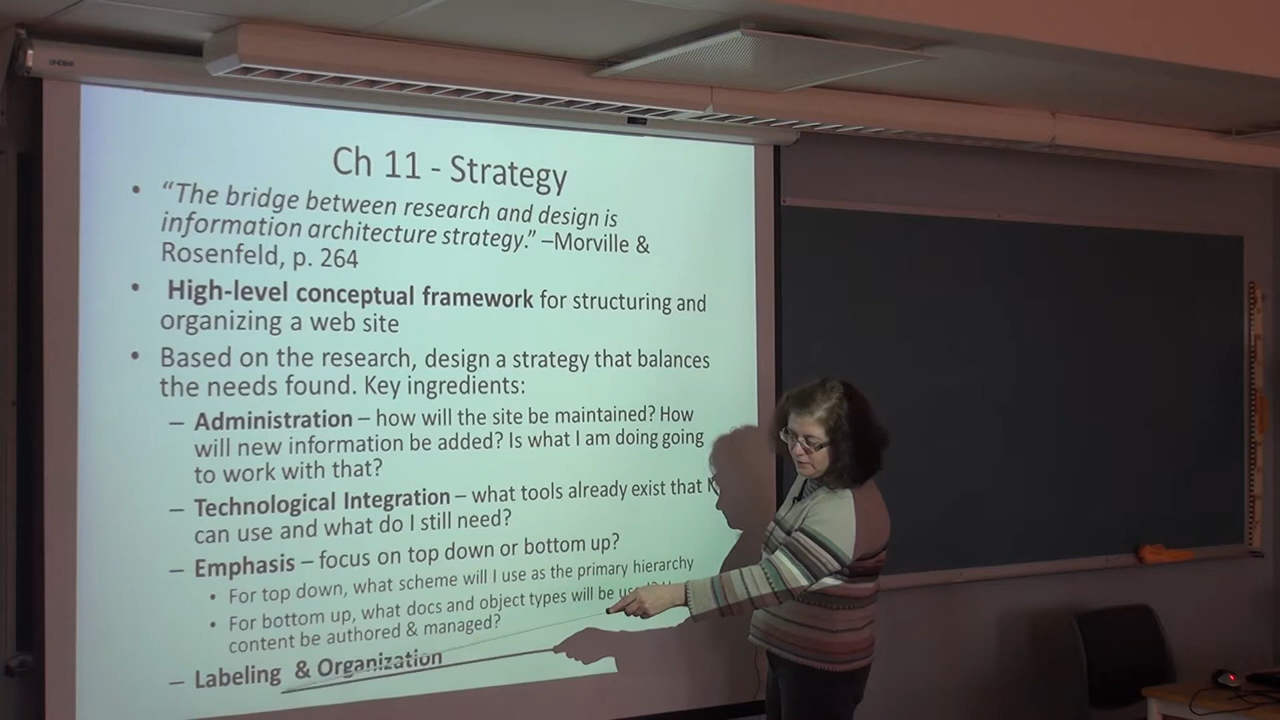 Ch 11 - Strategy
• “The bridge between research and design is
information architecture strategy.” –Morville &
Rosenfeld, p. 264
• High-level conceptual framework for structuring and
organizing a web site
• Based on the research, design a strategy that balances
the needs found. Key ingredients:
– Administration – how will the site be maintained? How
will new information be added? Is what I am doing going
to work with that?
– Technological Integration – what tools already exist that
can use and what do I still need?
– Emphasis – focus on top down or bottom up?
• For top down, what scheme will I use as the primary hierarchy
• For bottom up, what docs and object types will be
content be authored & managed?
– Labeling & Organization